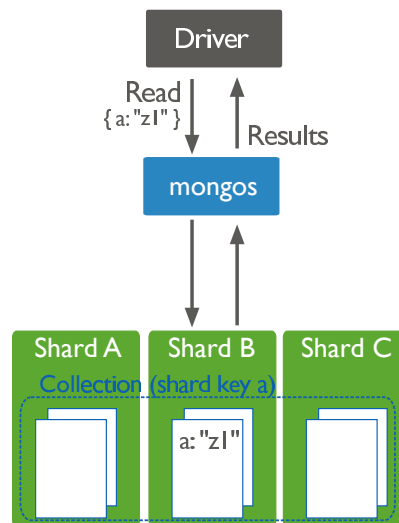 Driver
Read
{ a: "z1" }
Results
mongos
Shard A
Shard B
Shard C
Collection (shard key a)
a: "z1"